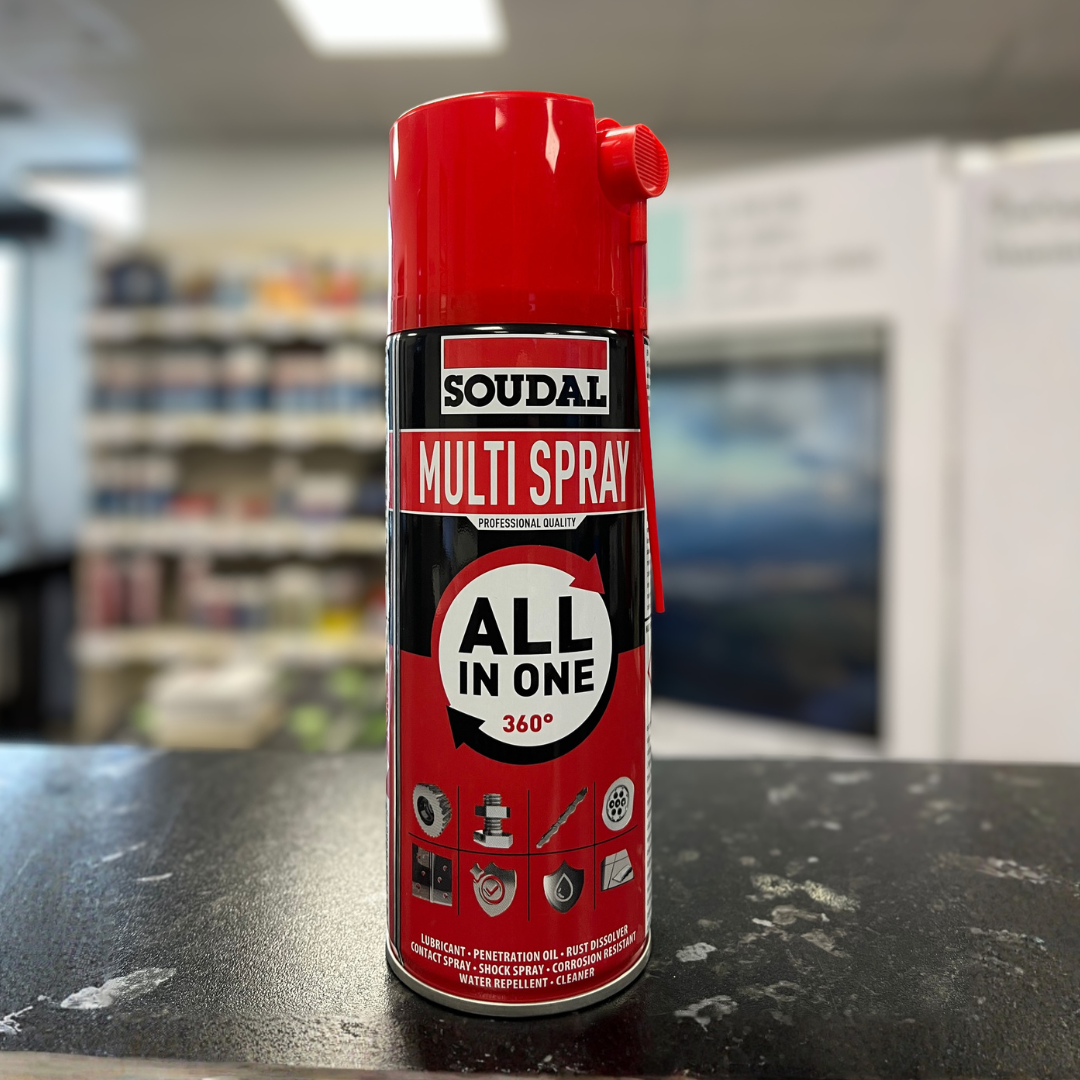 SOUDAL
MULTI SPRAY
PROFESSIONAL QUALITY
ALL
IN ONE
360°
LUBRICANT • PENETRATION OIL • RUST DISSOLVER
CONTACT SPRAY • SHOCK SPRAY • CORROSION RESISTANT
WATER REPELLENT • CLEANER